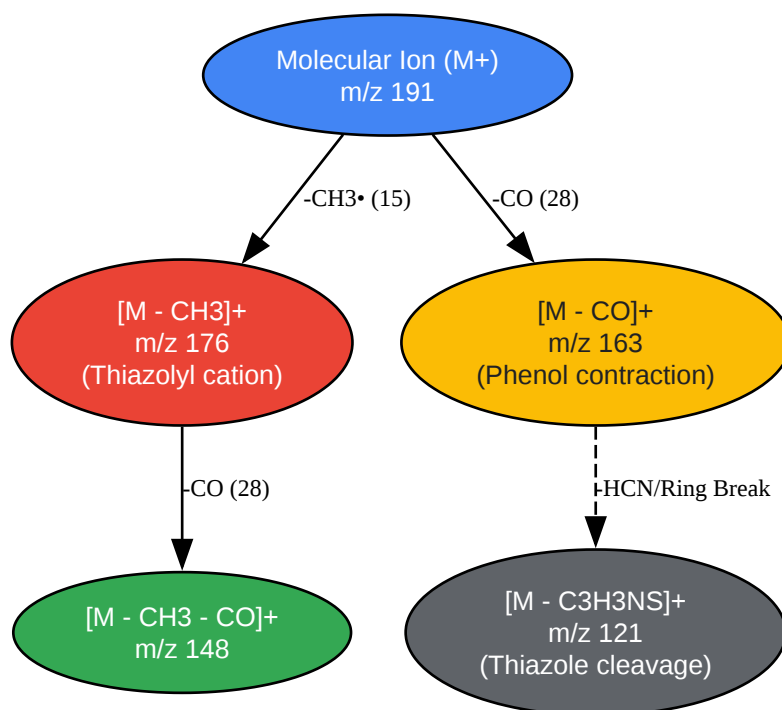 Molecular Ion (M+)
m/z 191
-CH3• (15)
-CO (28)
[M - CH3]+
m/z 176
(Thiazolyl cation)
[M - CO]+
m/z 163
(Phenol contraction)
-CO (28)
-HCN/Ring Break
[M - CH3 - CO]+
m/z 148
[M - C3H3NS]+
m/z 121
(Thiazole cleavage)